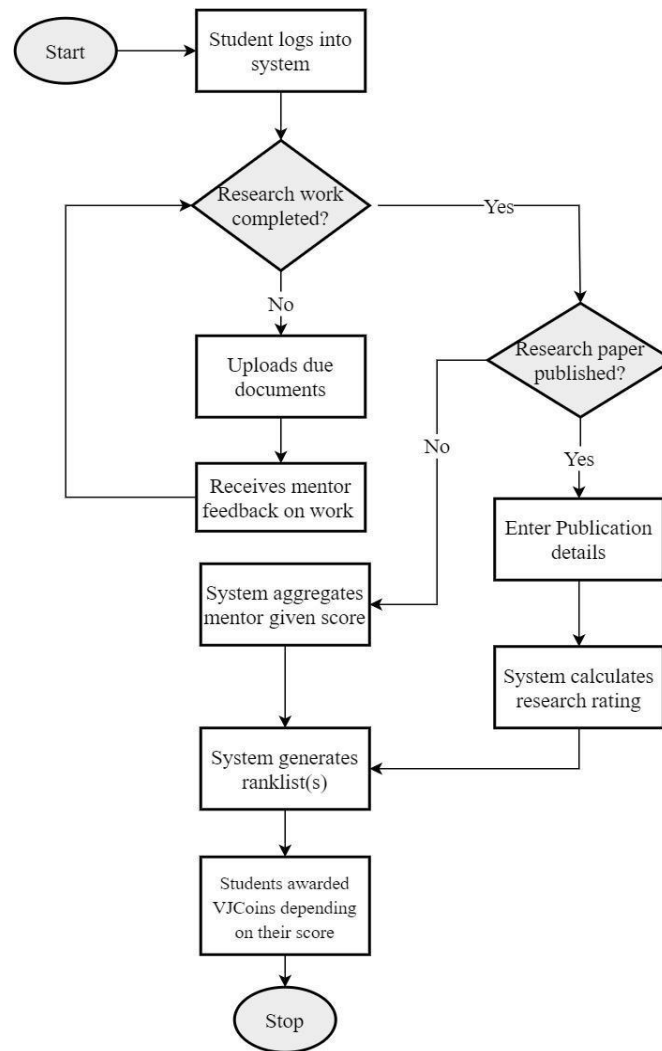 Start
Student logs into
system
Research work
completed?
Yes
No
Research paper
published?
Uploads due
documents
No
Yes
Receives mentor
feedback on work
Enter Publication
details
System aggregates
mentor given score
System calculates
research rating
System generates
ranklist(s)
Students awarded
VJCoins depending
on their score
Stop